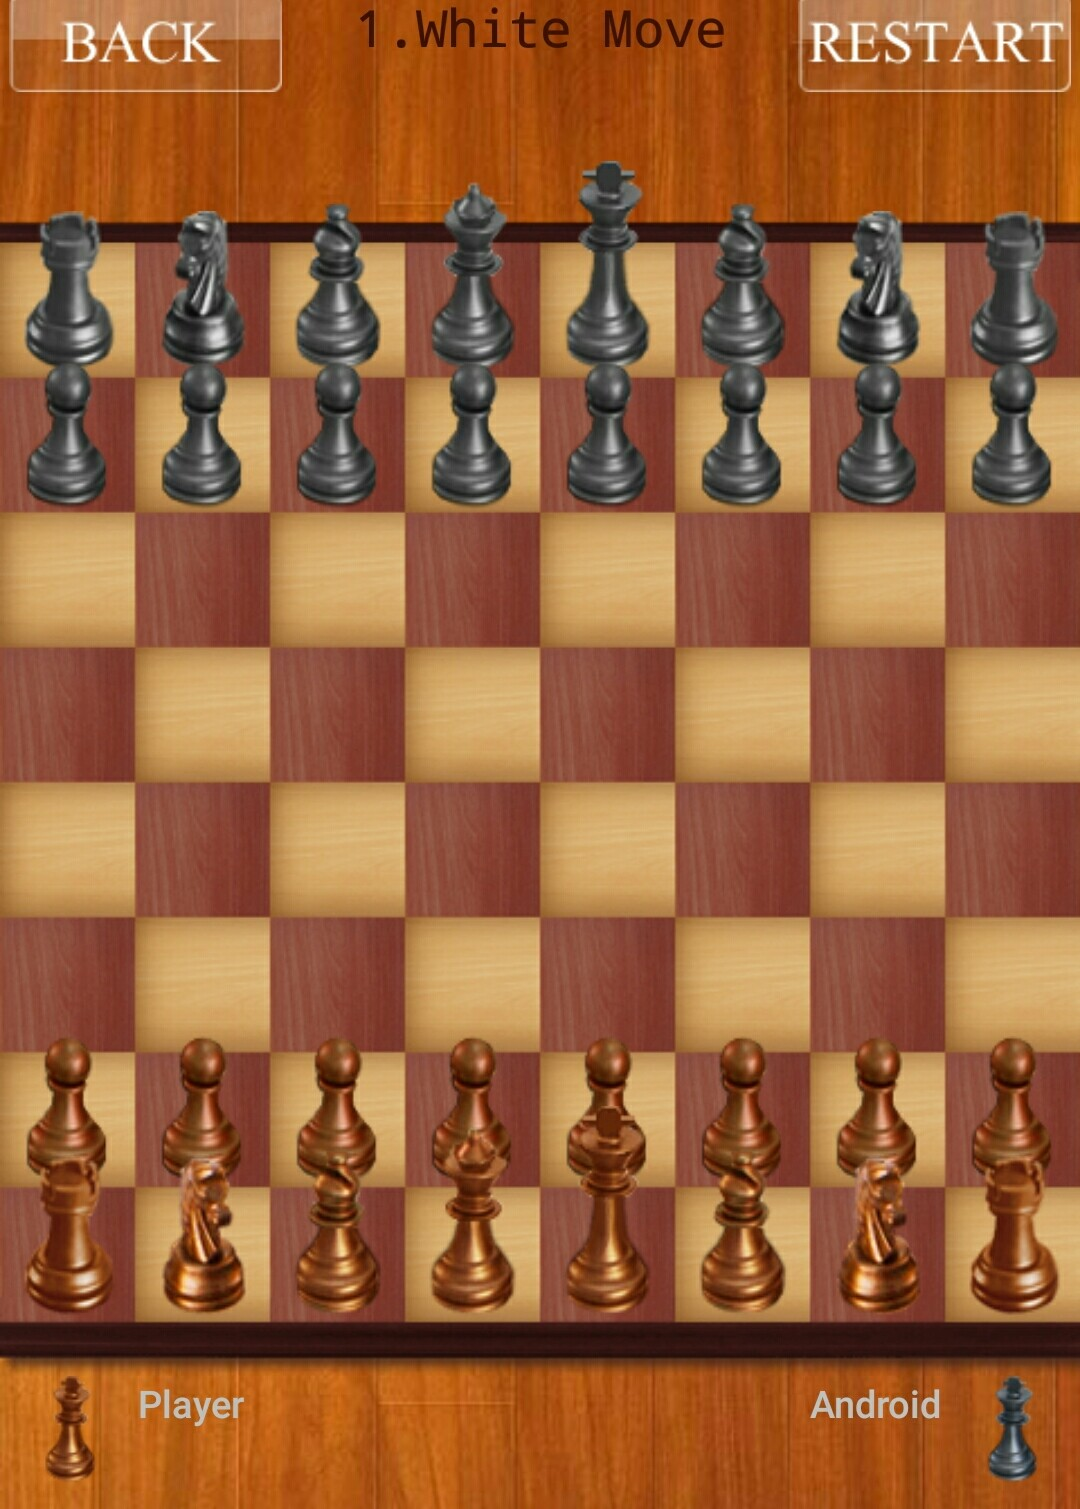 BACK
1.White Move
RESTART
Player
Android